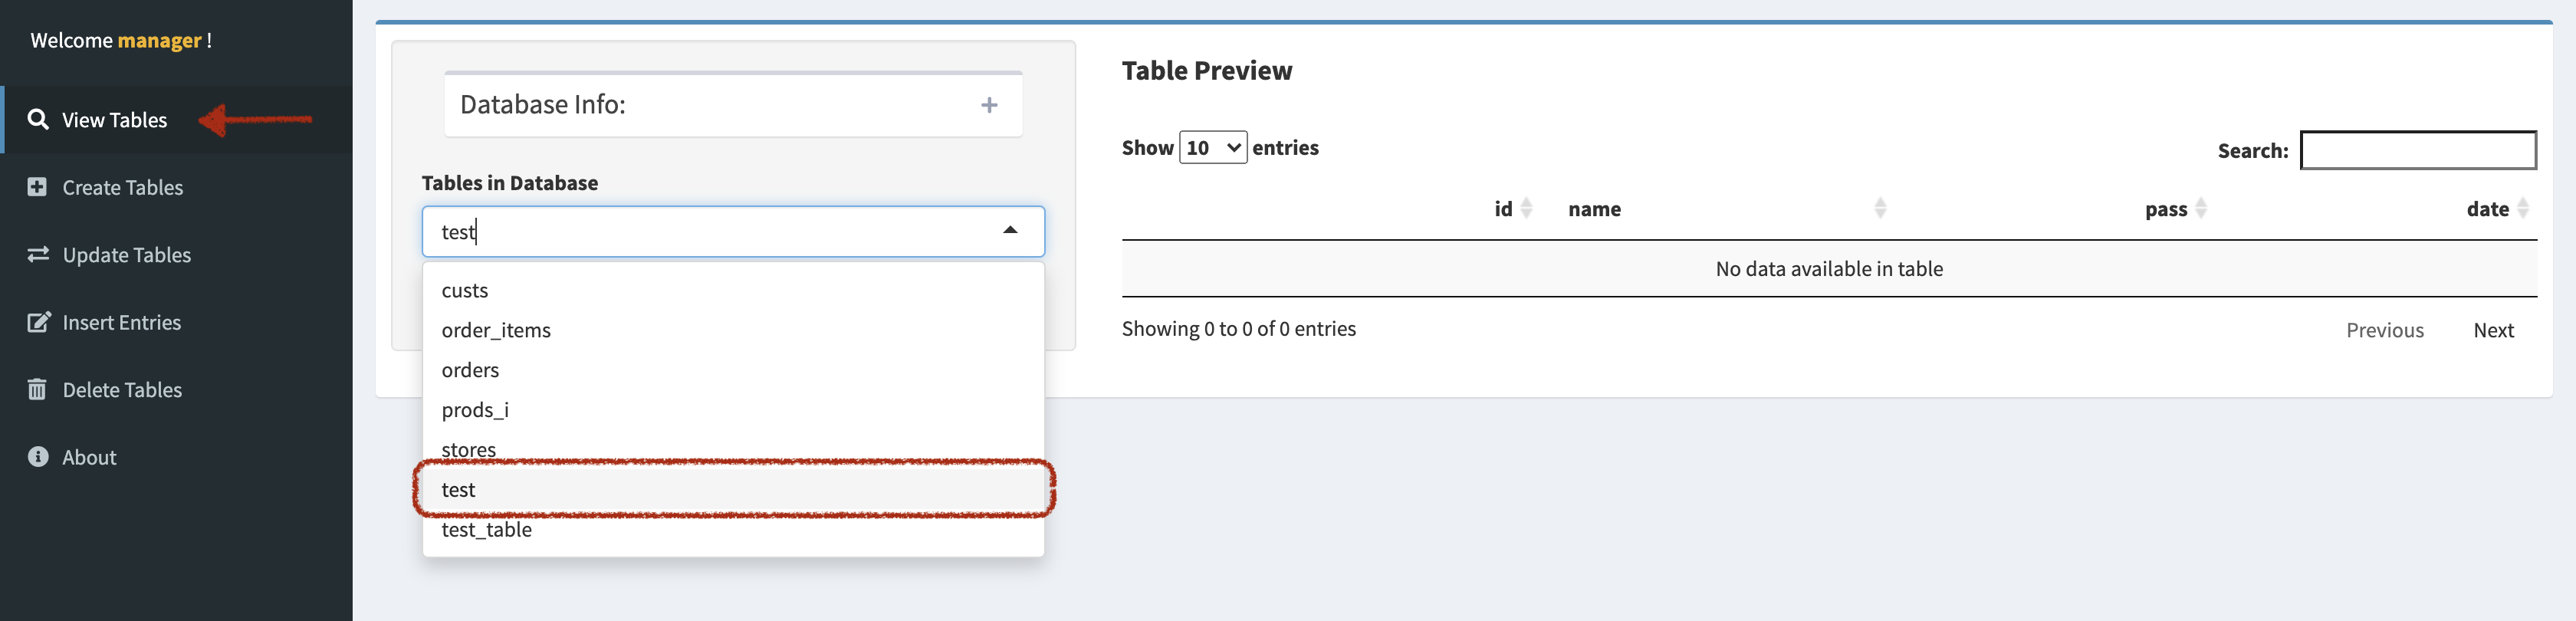 Welcome manager !
View Tables
Create Tables
Update Tables
Insert Entries
Delete Tables
About
Database Info:
Tables in Database
test
custs
order_items
orders
prods_i
stores
test
test_table
Table Preview
Show 10 entries
Search:
id name pass date
No data available in table
Showing 0 to 0 of 0 entries
Previous Next